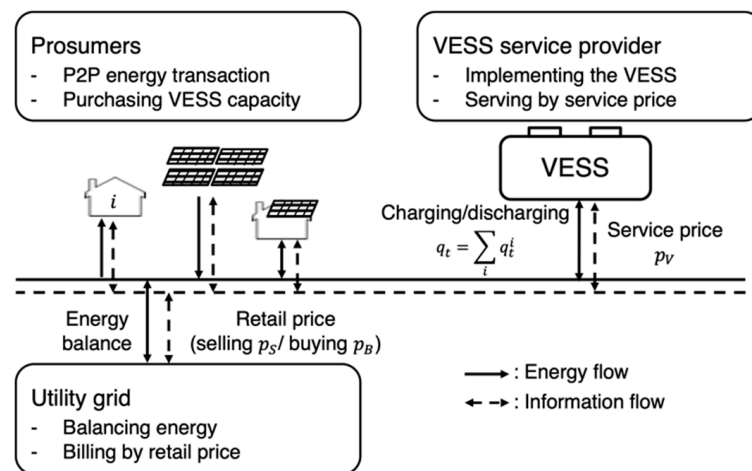 Prosumers
- P2P energy transaction
- Purchasing VESS capacity
VESS service provider
- Implementing the VESS
- Serving by service price
i
VESS
Charging/discharging
q_t = ∑_i q_t^i
Service price
p_V
Energy
balance
Retail price
(selling p_S/ buying p_B)
Utility grid
- Balancing energy
- Billing by retail price
: Energy flow
: Information flow